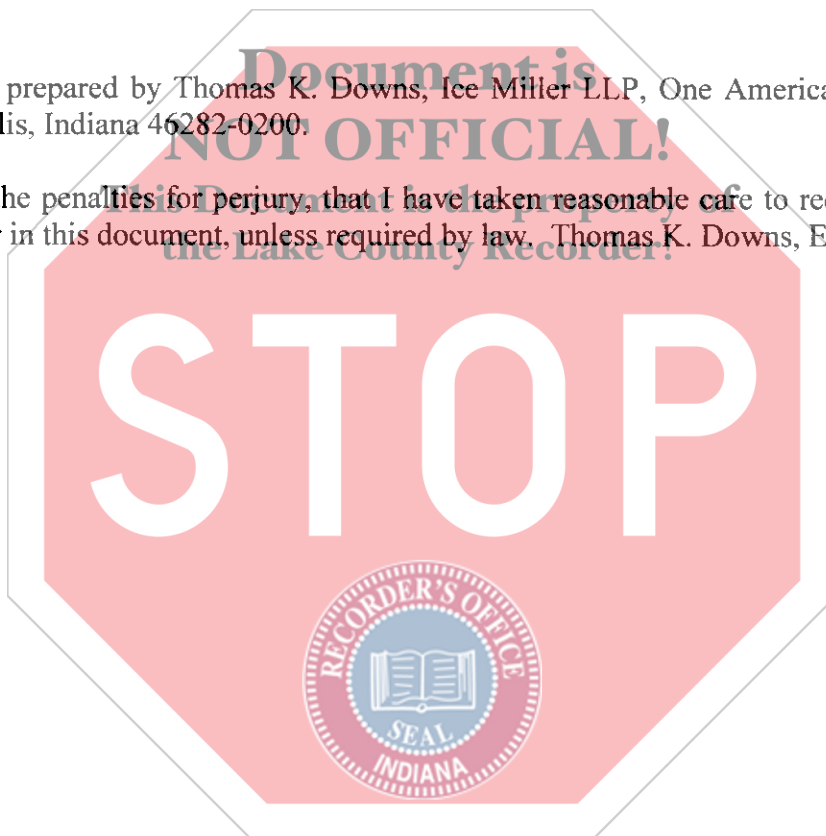 Document is
prepared by Thomas K. Downs, Ice Miller LLP, One America
lis, Indiana 46282-0200.
NOT OFFICIAL!
he penalties for perjury, that I have taken reasonable care to re
This Document is the property of
in this document, unless required by law. Thomas K. Downs, E
the Lake County Recorder!
STOP
RECORDER'S OFFICE
SEAL
INDIANA